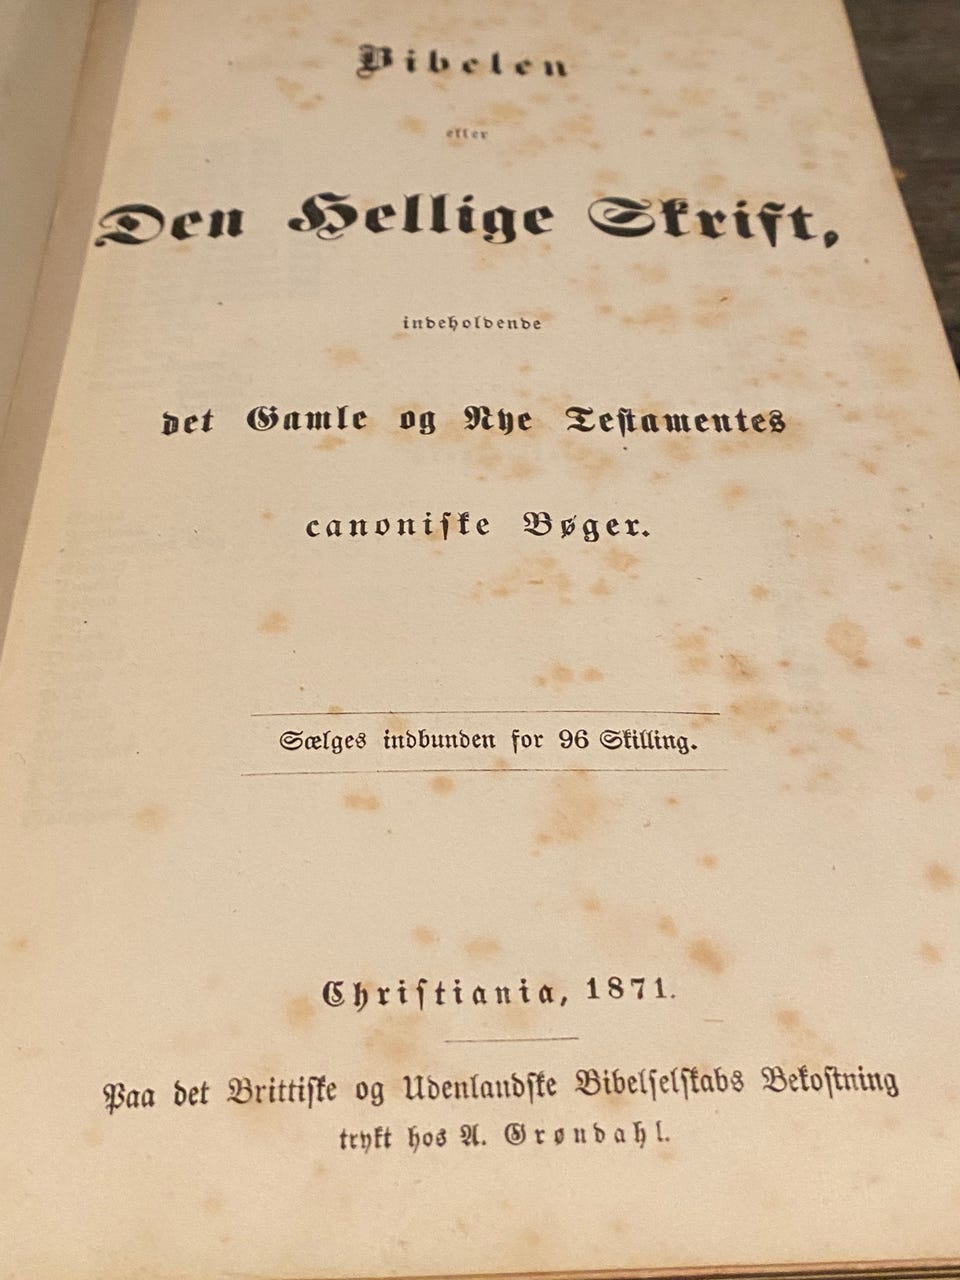 Bibelen
eller
Den Hellige Skrift,
indeholdende
det Gamle og Nye Testamentes
canoniske Bøger.
Sælges indbunden for 96 Skilling.
Christiania, 1871.
Paa det Brittiske og Udenlandske Bibelselskabs Bekostning
trykt hos A. Grøndahl.